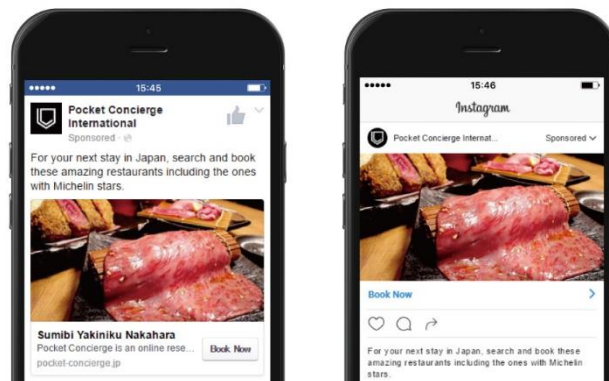 15:45
Pocket Concierge
International
Sponsored ·
For your next stay in Japan, search and book
these amazing restaurants including the ones
with Michelin stars.
Sumibi Yakiniku Nakahara
Pocket Concierge is an online rese...
pocket-concierge.jp
Book Now
15:46
Instagram
Pocket Concierge Internat...
Sponsored
Book Now
For your next stay in Japan, search and book these
amazing restaurants including the ones with Michelin
stars.